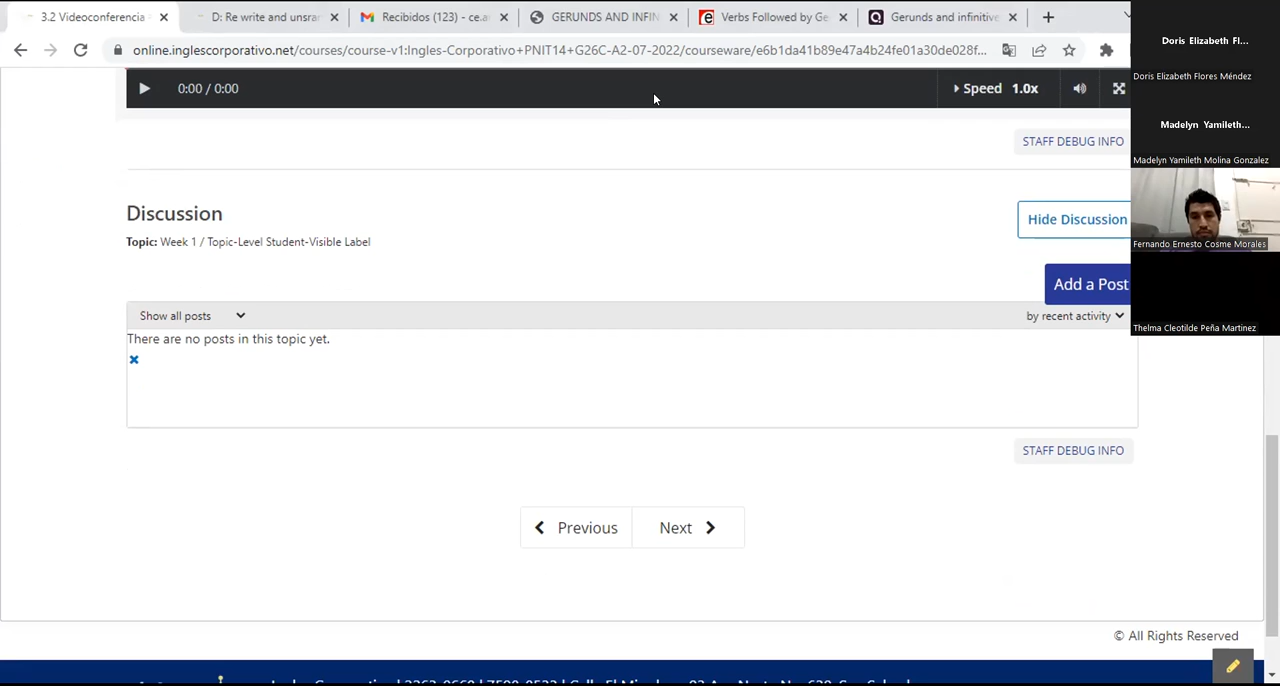 3.2 Videoconferencia
D: Re write and unsra
Recibidos (123) - ce.a
GERUNDS AND INFIN
Verbs Followed by Ge
Gerunds and infinitive
online.inglescorporativo.net/courses/course-v1:Ingles-Corporativo+PNIT14+G26C-A2-07-2022/courseware/e6b1da41b89e47a4b24fe01a30de028f...
0:00 / 0:00
Speed 1.0x
STAFF DEBUG INFO
Discussion
Hide Discussion
Topic: Week 1 / Topic-Level Student-Visible Label
Add a Post
Show all posts
by recent activity
There are no posts in this topic yet.
STAFF DEBUG INFO
Previous
Next
© All Rights Reserved
Doris Elizabeth Fl...
Doris Elizabeth Flores Méndez
Madelyn Yamileth...
Madelyn Yamileth Molina Gonzalez
Fernando Ernesto Cosme Morales
Thelma Cleotilde Peña Martinez